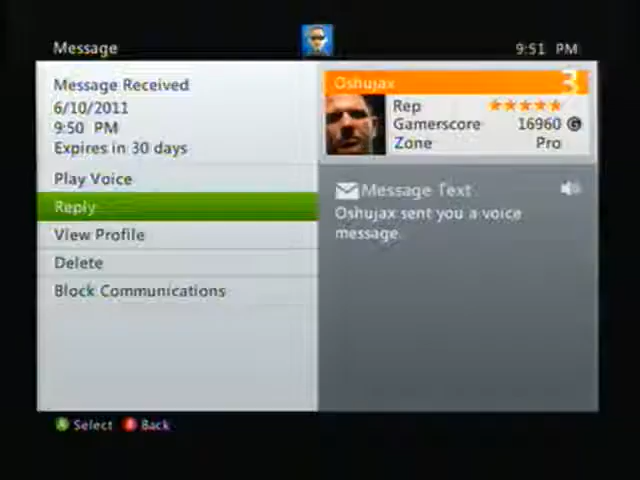 Message
9:51 PM
Message Received
6/10/2011
9:50 PM
Expires in 30 days
Play Voice
Reply
View Profile
Delete
Block Communications
Oshujax
3
Rep
Gamerscore 16960 G
Zone Pro
Message Text
Oshujax sent you a voice
message.
A Select B Back